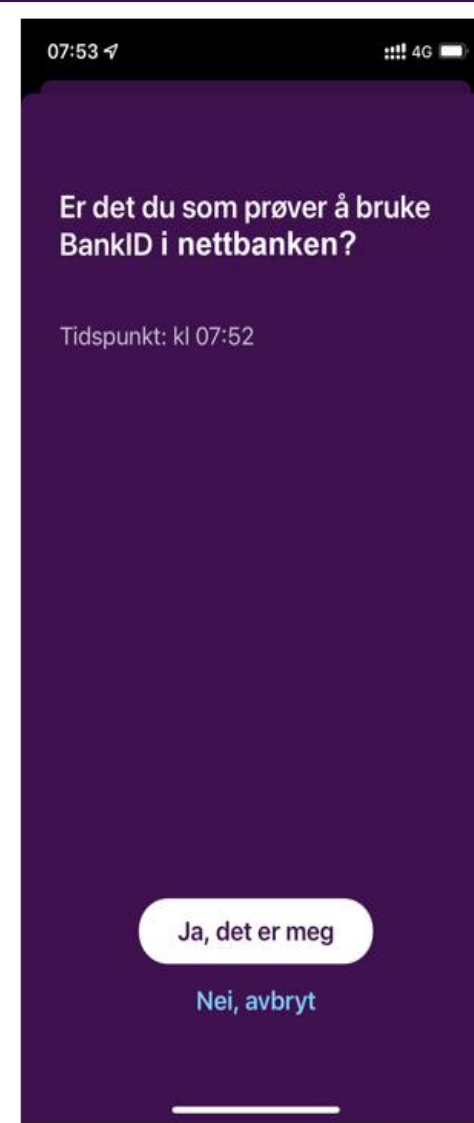 07:53
4G
Er det du som prøver å bruke
BankID i nettbanken?
Tidspunkt: kl 07:52
Ja, det er meg
Nei, avbryt